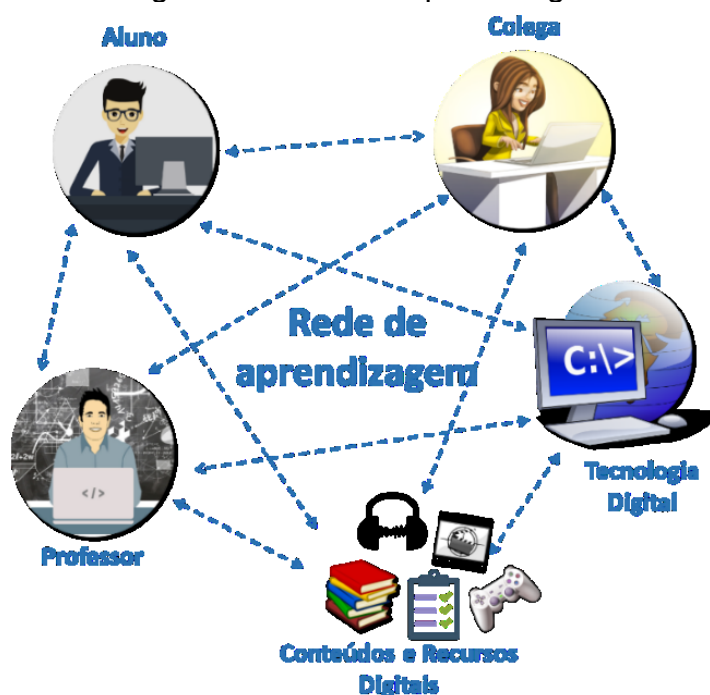 Aluno
Colega
Rede de
aprendizagem
C:\>
Tecnologia
Digital
</>
Professor
Conteúdos e Recursos
Digitais